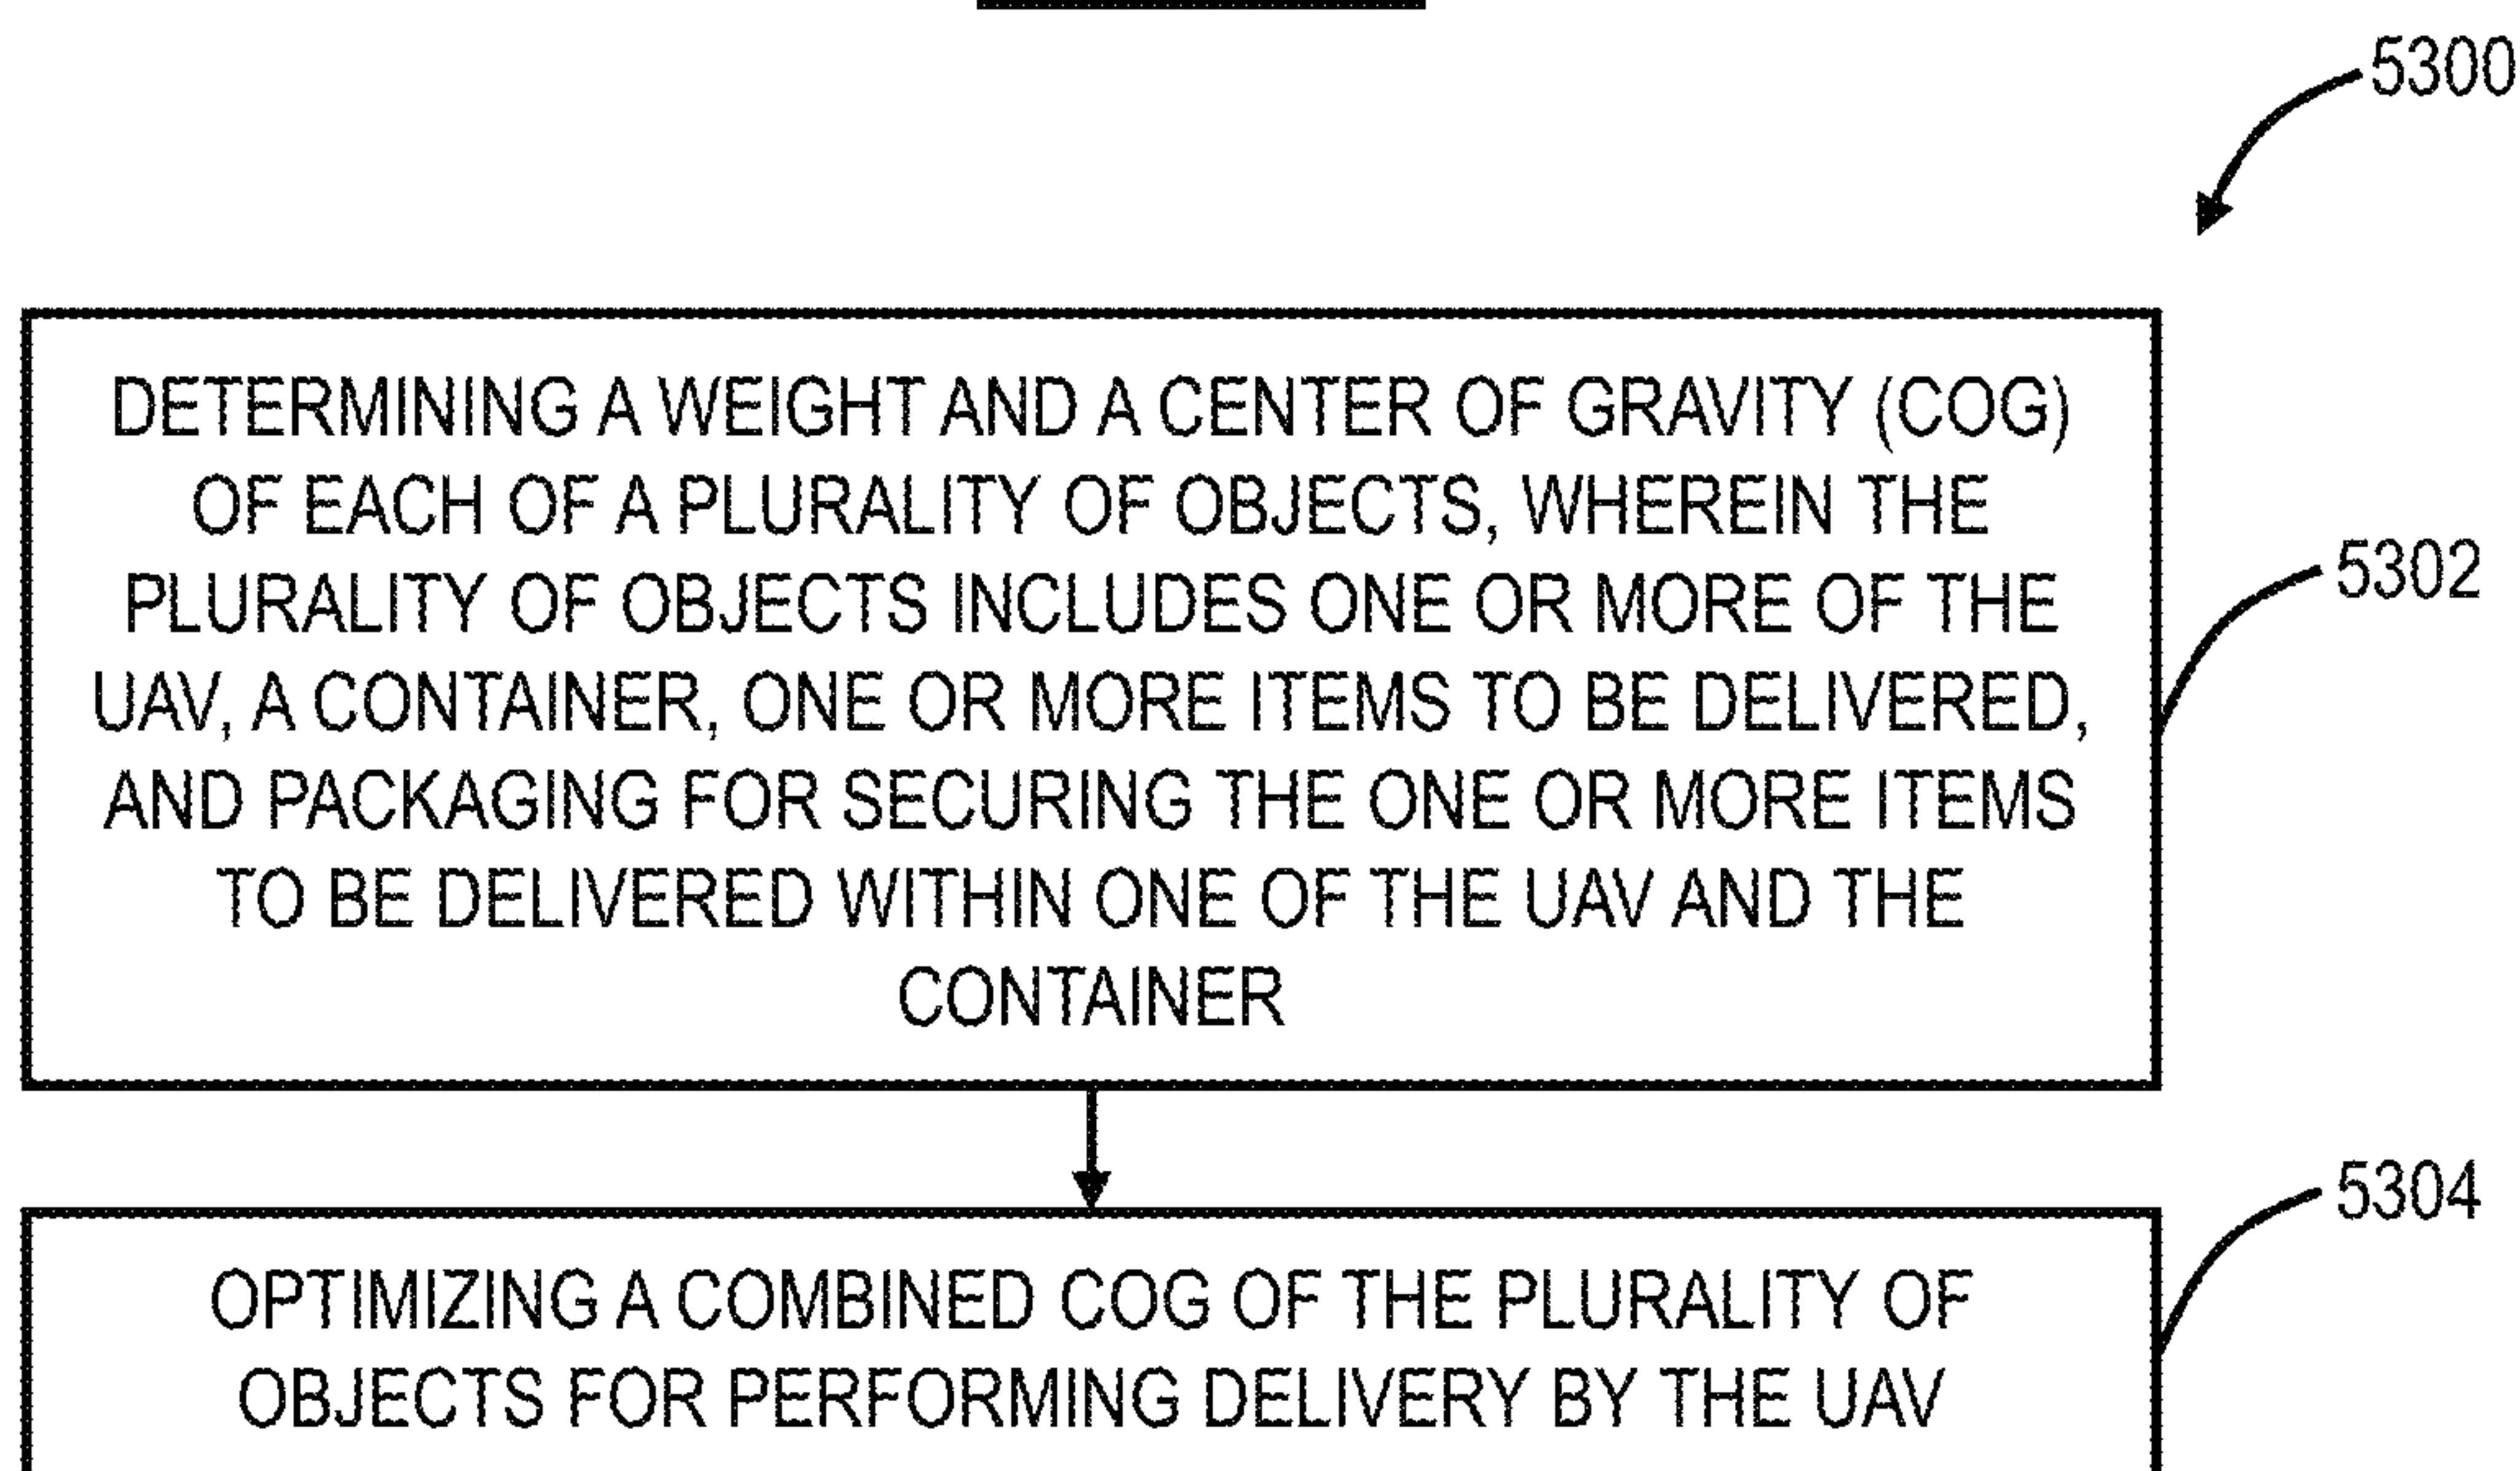 5300
DETERMINING A WEIGHT AND A CENTER OF GRAVITY (COG)
OF EACH OF A PLURALITY OF OBJECTS, WHEREIN THE
PLURALITY OF OBJECTS INCLUDES ONE OR MORE OF THE
UAV, A CONTAINER, ONE OR MORE ITEMS TO BE DELIVERED,
AND PACKAGING FOR SECURING THE ONE OR MORE ITEMS
TO BE DELIVERED WITHIN ONE OF THE UAV AND THE
CONTAINER
5302
5304
OPTIMIZING A COMBINED COG OF THE PLURALITY OF
OBJECTS FOR PERFORMING DELIVERY BY THE UAV